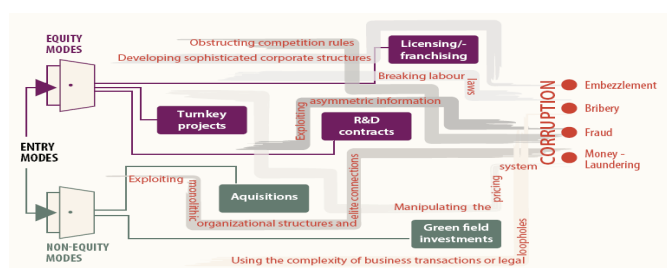 EQUITY
MODES
Obstructing competition rules
Licensing/-
franchising
Developing sophisticated corporate structures
Breaking labour
laws
Turnkey
projects
Exploiting
asymmetric information
R&D
contracts
ENTRY
MODES
CORRUPTION
Embezzlement
Bribery
Fraud
Money –
Laundering
Exploiting
monolithic
organizational structures and
elite connections
Aquisitions
Manipulating the
pricing
system
Green field
investments
NON-EQUITY
MODES
Using the complexity of business transactions or legal
loopholes